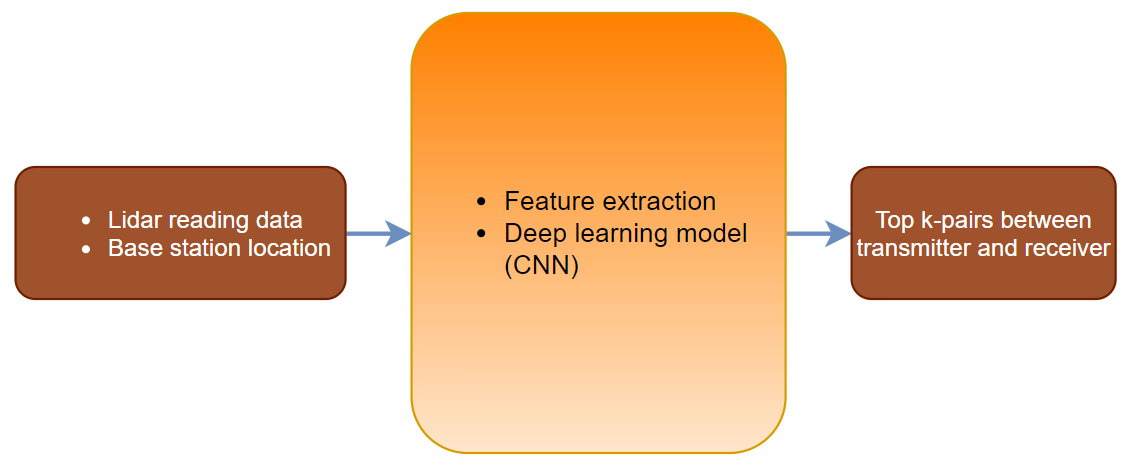 • Lidar reading data
• Base station location
• Feature extraction
• Deep learning model
(CNN)
Top k-pairs between
transmitter and receiver